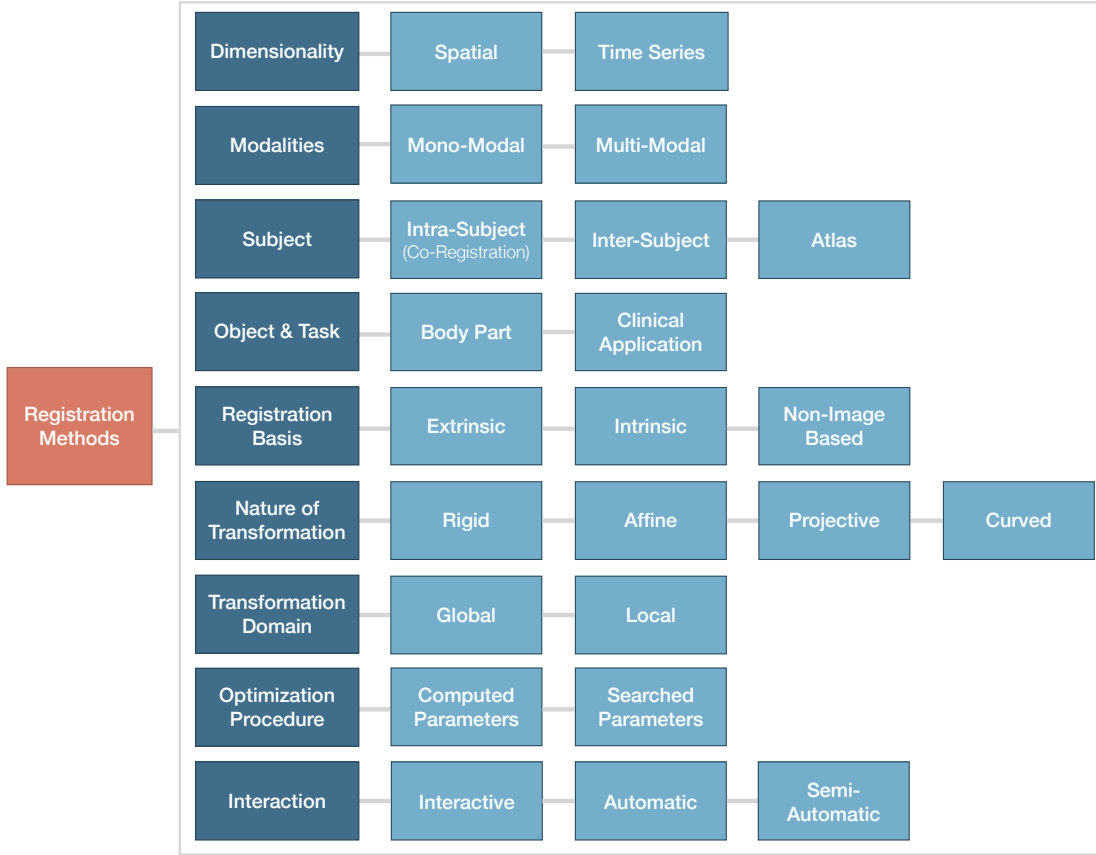 Dimensionality
Spatial
Time Series
Modalities
Mono-Modal
Multi-Modal
Subject
Intra-Subject
(Co-Registration)
Inter-Subject
Atlas
Object & Task
Body Part
Clinical
Application
Registration
Methods
Registration
Basis
Extrinsic
Intrinsic
Non-Image
Based
Nature of
Transformation
Rigid
Affine
Projective
Curved
Transformation
Domain
Global
Local
Optimization
Procedure
Computed
Parameters
Searched
Parameters
Interaction
Interactive
Automatic
Semi-
Automatic